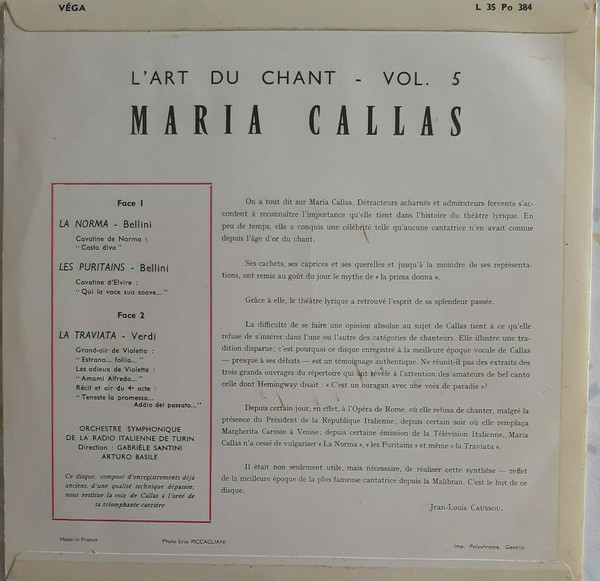 VÉGA
L 35 Po 384
L'ART DU CHANT - VOL. 5
MARIA CALLAS
Face 1
LA NORMA - Bellini
Cavatine de Norma :
" Casta diva "
LES PURITAINS - Bellini
Cavatine d'Elvire :
" Qui la voce sua soave... "
Face 2
LA TRAVIATA - Verdi
Grand-air de Violetta :
" Estrano... follia... "
Les adieux de Violetta :
" Amami Alfredo... "
Récit et air du 4e acte :
" Teneste la promessa...
Addio del passato... "
ORCHESTRE SYMPHONIQUE
DE LA RADIO ITALIENNE DE TURIN
Direction : GABRIÈLE SANTINI
ARTURO BASILE
Ce disque, composé d'enregistrements déjà
anciens, d'une qualité technique dépassée,
nous restitue la voix de Callas à l'orée de
sa triomphante carrière
On a tout dit sur Maria Callas. Détracteurs acharnés et admirateurs fervents s'ac-
cordent à reconnaître l'importance qu'elle tient dans l'histoire du théâtre lyrique. En
peu de temps, elle a conquis une célébrité telle qu'aucune cantatrice n'en avait connue
depuis l'âge d'or du chant.
Ses cachets, ses caprices et ses querelles et jusqu'à la moindre de ses représenta-
tions, ont remis au goût du jour le mythe de « la prima donna ».
Grâce à elle, le théâtre lyrique a retrouvé l'esprit de sa splendeur passée.
La difficulté de se faire une opinion absolue au sujet de Callas tient à ce qu'elle
refuse de s'insérer dans l'une ou l'autre des catégories de chanteurs. Elle illustre une tra-
dition disparue; c'est pourquoi ce disque enregistré à la meilleure époque vocale de Callas
— presque à ses débuts — est un témoignage authentique. Ne réunit-il pas des extraits des
trois grands ouvrages du répertoire qui ont révélé à l'attention des amateurs de bel canto
celle dont Hemingway disait : « C'est un ouragan avec une voix de paradis »?
Depuis certain jour, en effet, à l'Opéra de Rome, où elle refusa de chanter, malgré la
présence du Président de la République Italienne; depuis certain soir où elle remplaça
Margherita Carosio à Venise; depuis certaine émission de la Télévision Italienne, Maria
Callas n'a cessé de vulgariser « La Norma », « les Puritains » et même « la Traviata ».
Il était non seulement utile, mais nécessaire, de réaliser cette synthèse — reflet
de la meilleure époque de la plus fameuse cantatrice depuis la Malibran. C'est le but de ce
disque.
Jean-Louis CAUSSOU.
Made in France
Photo Erio PICCAGLIANI
Imp. Polychrome, Gentilly